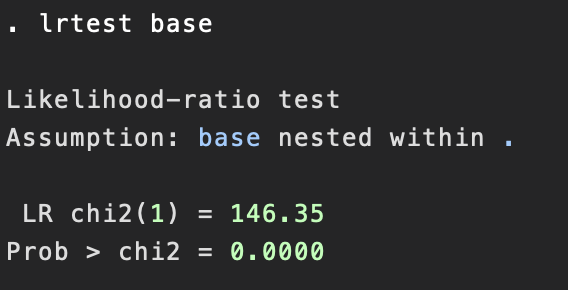 . lrtest base
Likelihood-ratio test
Assumption: base nested within .
LR chi2(1) = 146.35
Prob > chi2 = 0.0000